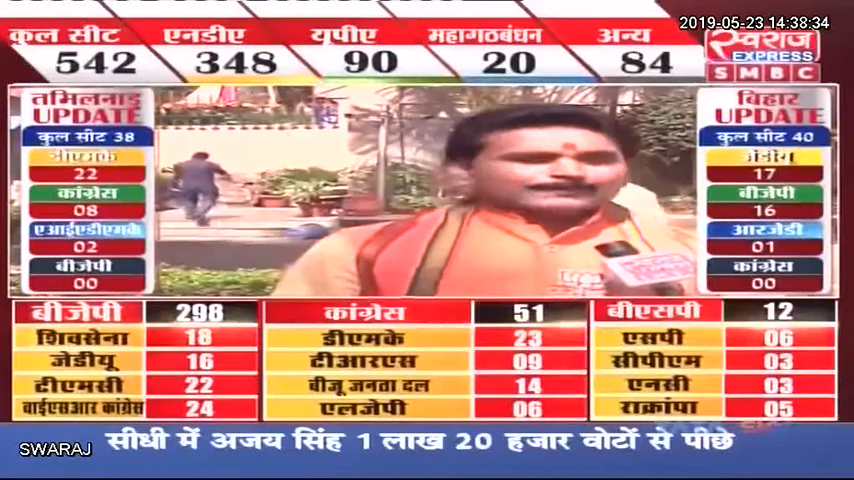 2019-05-23 14:38:34
कुल सीट एनडीए यूपीए महागठबंधन अन्य
542 348 90 20 84
स्वराज
EXPRESS
SMBC
तमिलनाडु
UPDATE
कुल सीट 38
डीएमके
22
कांग्रेस
08
एआईएडीएमके
02
बीजेपी
00
बिहार
UPDATE
कुल सीट 40
जेडीयू
17
बीजेपी
16
आरजेडी
01
कांग्रेस
00
बीजेपी 298 कांग्रेस 51 बीएसपी 12
शिवसेना 18 डीएमके 23 एसपी 06
जेडीयू 16 टीआरएस 09 सीपीएम 03
टीएमसी 22 बीजू जनता दल 14 एनसी 03
वाईएसआर कांग्रेस 24 एलजेपी 06 राक्रांपा 05
SWARAJ
सीधी में अजय सिंह 1 लाख 20 हजार वोटों से पीछे